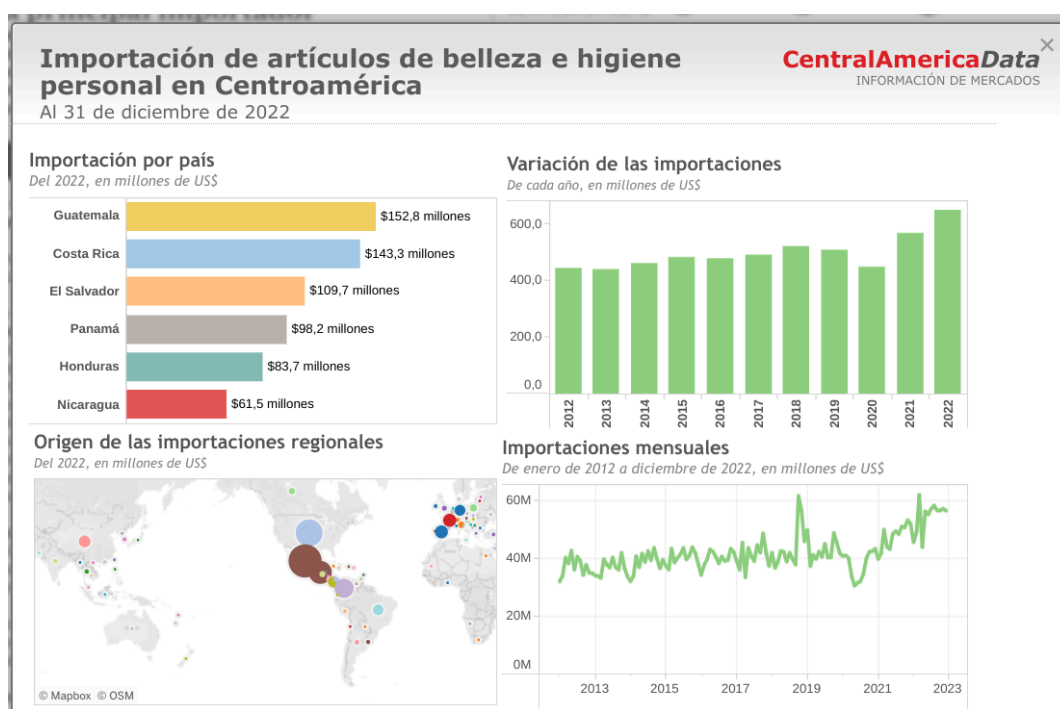 principal importador
Importación de artículos de belleza e higiene
personal en Centroamérica
Al 31 de diciembre de 2022
CentralAmericaData
INFORMACIÓN DE MERCADOS
×
Importación por país
Del 2022, en millones de US$
Guatemala $152,8 millones
Costa Rica $143,3 millones
El Salvador $109,7 millones
Panamá $98,2 millones
Honduras $83,7 millones
Nicaragua $61,5 millones
Variación de las importaciones
De cada año, en millones de US$
600,0
400,0
200,0
0,0
2012 2013 2014 2015 2016 2017 2018 2019 2020 2021 2022
Origen de las importaciones regionales
Del 2022, en millones de US$
© Mapbox © OSM
Importaciones mensuales
De enero de 2012 a diciembre de 2022, en millones de US$
60M
40M
20M
0M
2013 2015 2017 2019 2021 2023